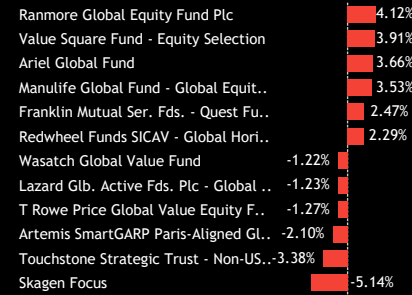 Ranmore Global Equity Fund Plc 4.12%
Value Square Fund - Equity Selection 3.91%
Ariel Global Fund 3.66%
Manulife Global Fund - Global Equit.. 3.53%
Franklin Mutual Ser. Fds. - Quest Fu.. 2.47%
Redwheel Funds SICAV - Global Hori.. 2.29%
Wasatch Global Value Fund -1.22%
Lazard Glb. Active Fds. Plc - Global .. -1.23%
T Rowe Price Global Value Equity F.. -1.27%
Artemis SmartGARP Paris-Aligned Gl.. -2.10%
Touchstone Strategic Trust - Non-US.. -3.38%
Skagen Focus -5.14%